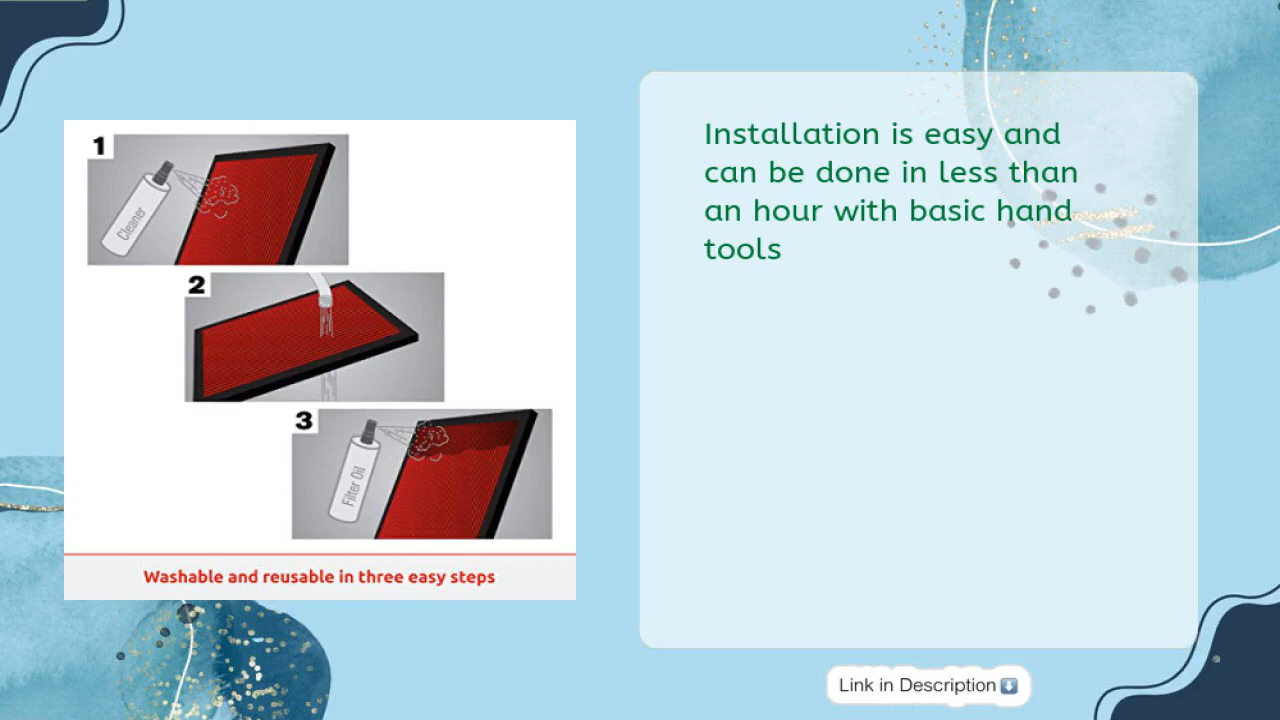 1
Cleaner
2
3
Filter Oil
Washable and reusable in three easy steps
Installation is easy and
can be done in less than
an hour with basic hand
tools
Link in Description⬇️